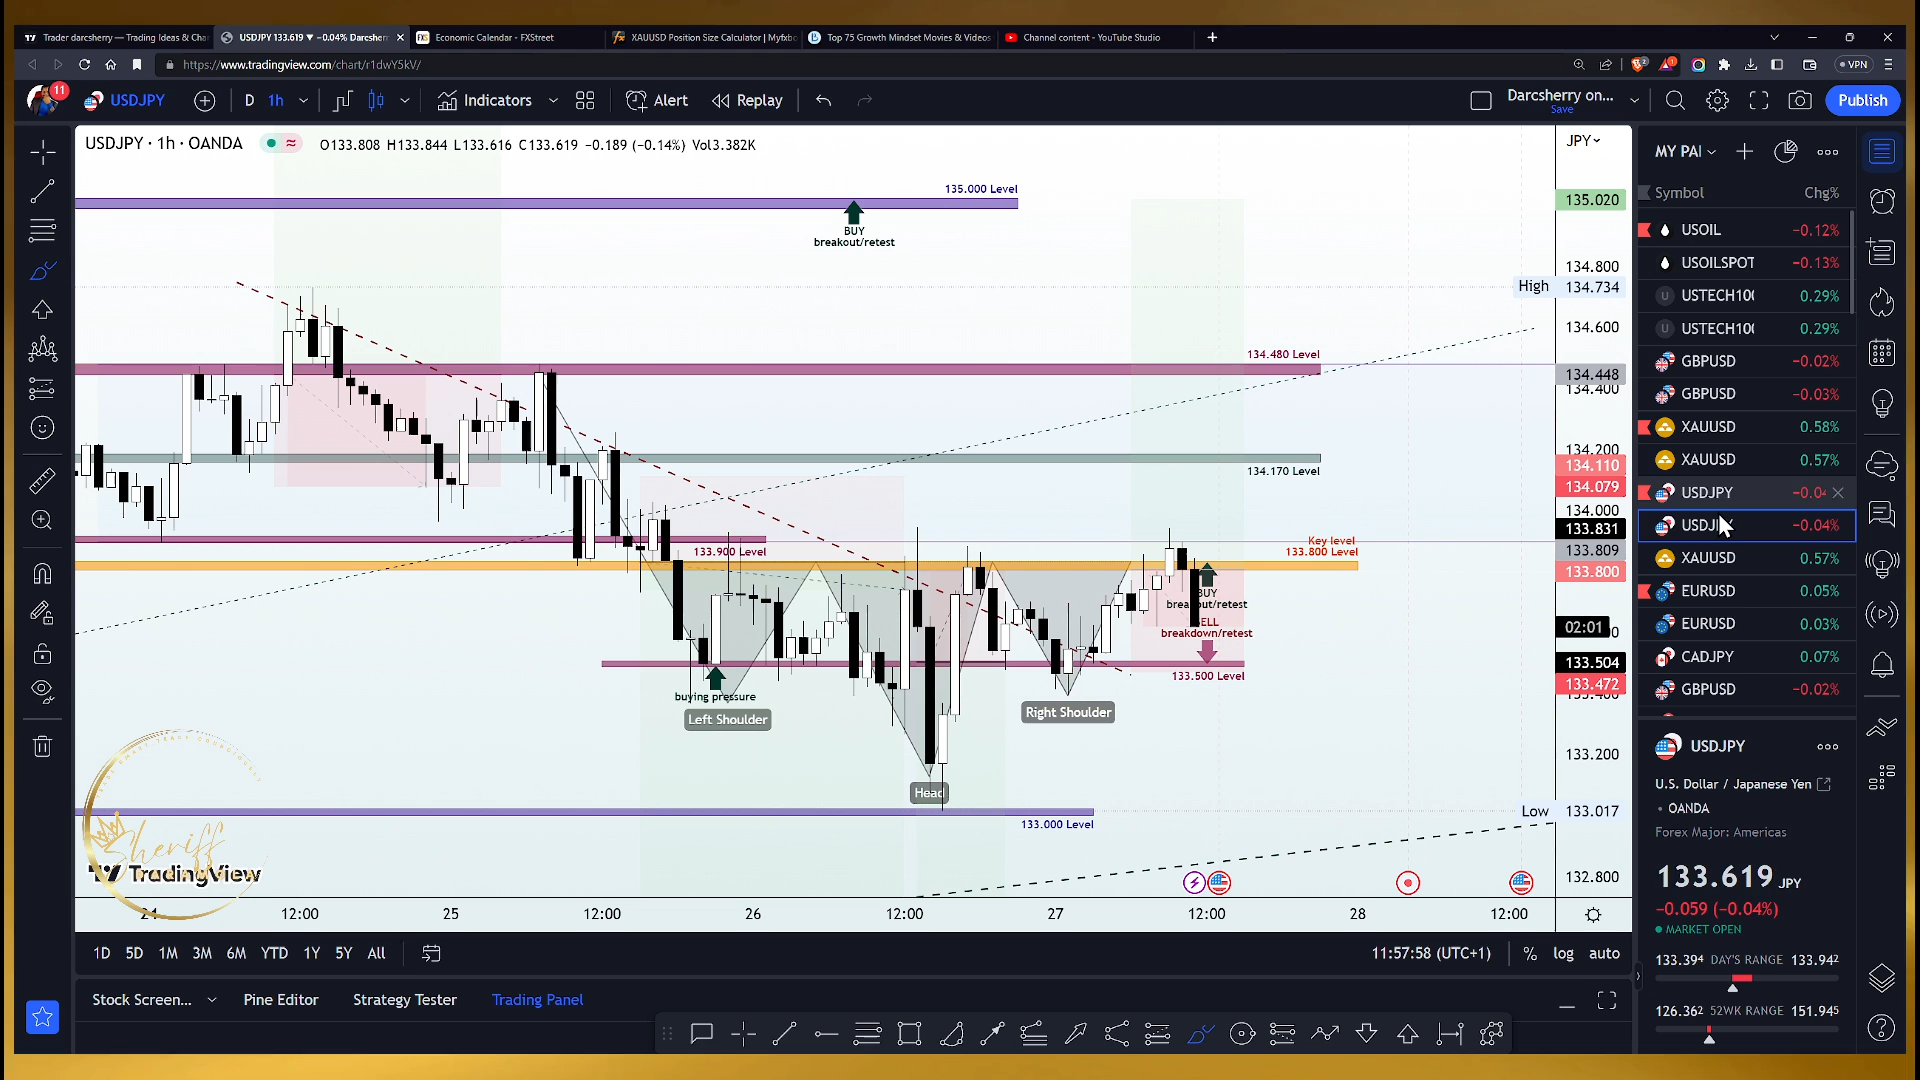 Trader darcsherry — Trading Ideas & Cha
USDJPY 133.619 ▼ −0.04% Darcsherr
Economic Calendar - FXStreet
XAUUSD Position Size Calculator | Myfxbo
Top 75 Growth Mindset Movies & Videos
Channel content - YouTube Studio
https://www.tradingview.com/chart/r1dwY5kV/
VPN
11
USDJPY
D 1h
Indicators
Alert
Replay
Darcsherry on...
Save
Publish
USDJPY · 1h · OANDA
O133.808 H133.844 L133.616 C133.619 −0.189 (−0.14%) Vol3.382K
JPY
MY PAI
Symbol Chg%
135.000 Level
BUY
breakout/retest
134.480 Level
134.170 Level
133.900 Level
Key level
133.800 Level
BUY
breakout/retest
SELL
breakdown/retest
133.500 Level
buying pressure
Left Shoulder
Right Shoulder
Head
133.000 Level
135.020
134.800
High 134.734
134.600
134.448
134.400
134.200
134.110
134.079
134.000
133.831
133.809
133.800
02:01
133.504
133.472
133.200
Low 133.017
132.800
USOIL −0.12%
USOILSPOT −0.13%
USTECH100 0.29%
USTECH100 0.29%
GBPUSD −0.02%
GBPUSD −0.03%
XAUUSD 0.58%
XAUUSD 0.57%
USDJPY −0.04
USDJPY −0.04%
XAUUSD 0.57%
EURUSD 0.05%
EURUSD 0.03%
CADJPY 0.07%
GBPUSD −0.02%
USDJPY
U.S. Dollar / Japanese Yen
OANDA
Forex Major: Americas
133.619 JPY
−0.059 (−0.04%)
MARKET OPEN
133.394 DAY'S RANGE 133.942
126.362 52WK RANGE 151.945
Sheriff
TradingView
24 12:00 25 12:00 26 12:00 27 12:00 28 12:00
1D 5D 1M 3M 6M YTD 1Y 5Y All
11:57:58 (UTC+1) % log auto
Stock Screen... Pine Editor Strategy Tester Trading Panel